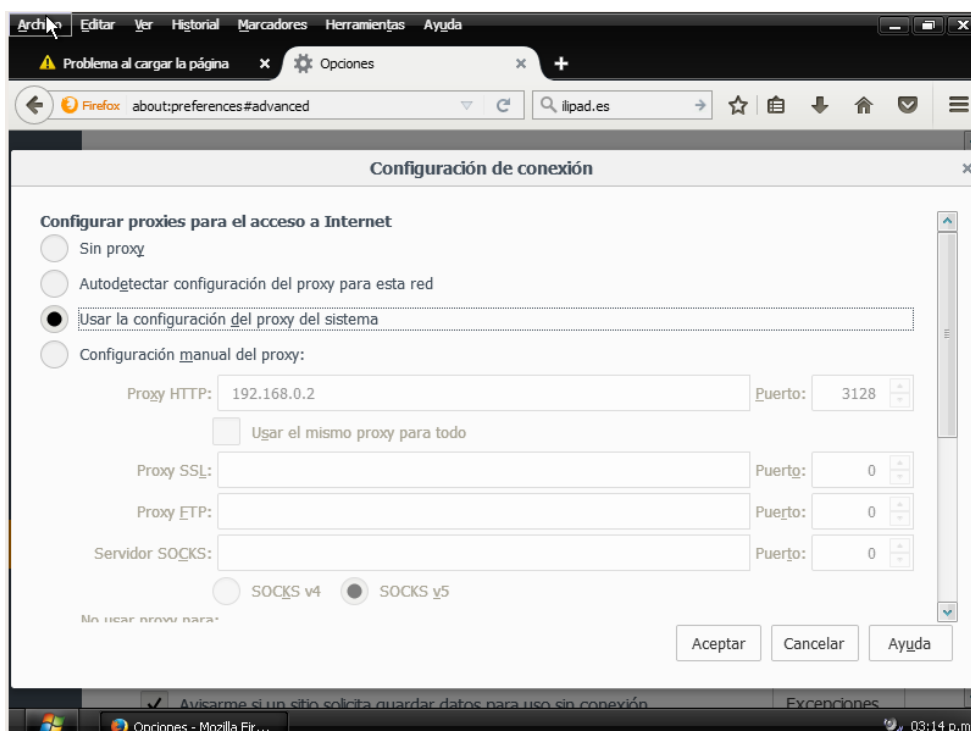 Archivo Editar Ver Historial Marcadores Herramientas Ayuda
Problema al cargar la página
Opciones
Firefox about:preferences#advanced
ilipad.es
Configuración de conexión
Configurar proxies para el acceso a Internet
Sin proxy
Autodetectar configuración del proxy para esta red
Usar la configuración del proxy del sistema
Configuración manual del proxy:
Proxy HTTP: 192.168.0.2 Puerto: 3128
Usar el mismo proxy para todo
Proxy SSL: Puerto: 0
Proxy FTP: Puerto: 0
Servidor SOCKS: Puerto: 0
SOCKS v4 SOCKS v5
No usar proxy para:
Aceptar Cancelar Ayuda
Avisarme si un sitio solicita guardar datos para uso sin conexión Excepciones
Opciones - Mozilla Fir... 03:14 p.m